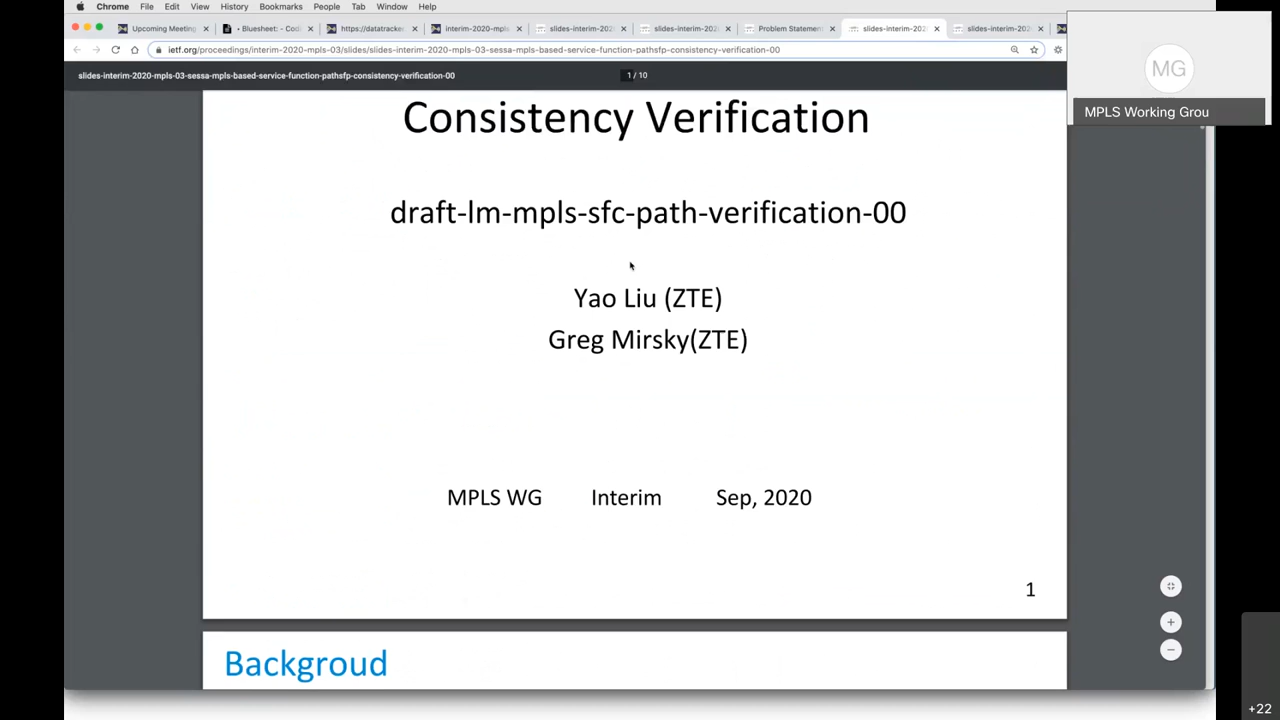 Chrome File Edit View History Bookmarks People Tab Window Help
Upcoming Meeting
• Bluesheet: - Cod
https://datatracke
interim-2020-mpls
slides-interim-202
slides-interim-202
Problem Statement
slides-interim-202
slides-interim-202
ietf.org/proceedings/interim-2020-mpls-03/slides/slides-interim-2020-mpls-03-sessa-mpls-based-service-function-pathsfp-consistency-verification-00
slides-interim-2020-mpls-03-sessa-mpls-based-service-function-pathsfp-consistency-verification-00
1 / 10
MG
MPLS Working Grou
Consistency Verification
draft-lm-mpls-sfc-path-verification-00
Yao Liu (ZTE)
Greg Mirsky(ZTE)
MPLS WG Interim Sep, 2020
1
Backgroud
+22